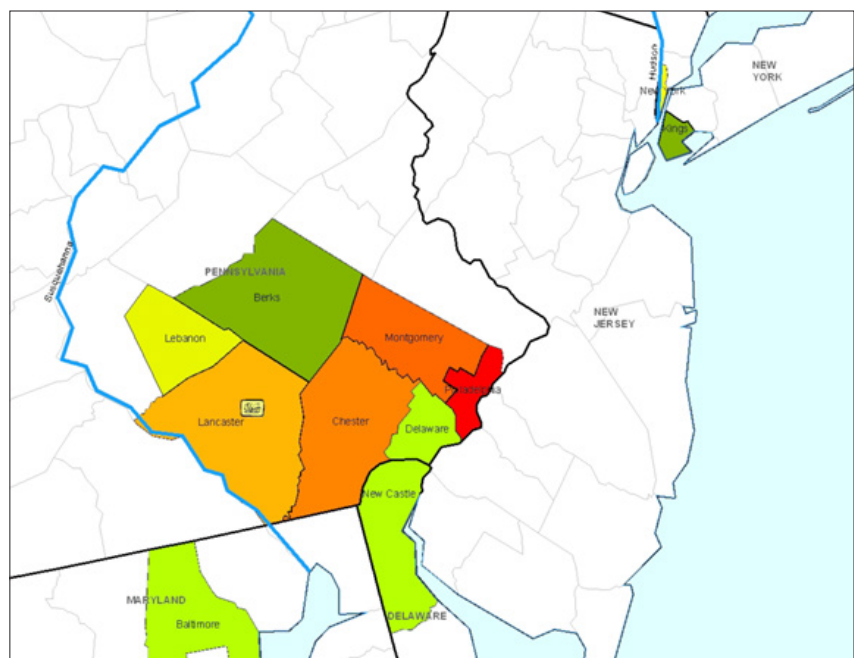 NEW
YORK
Hudson
New York
Kings
Susquehanna
PENNSYLVANIA
Berks
NEW
JERSEY
Lebanon
Montgomery
Philadelphia
Lancaster
Chester
Delaware
New Castle
MARYLAND
Baltimore
DELAWARE